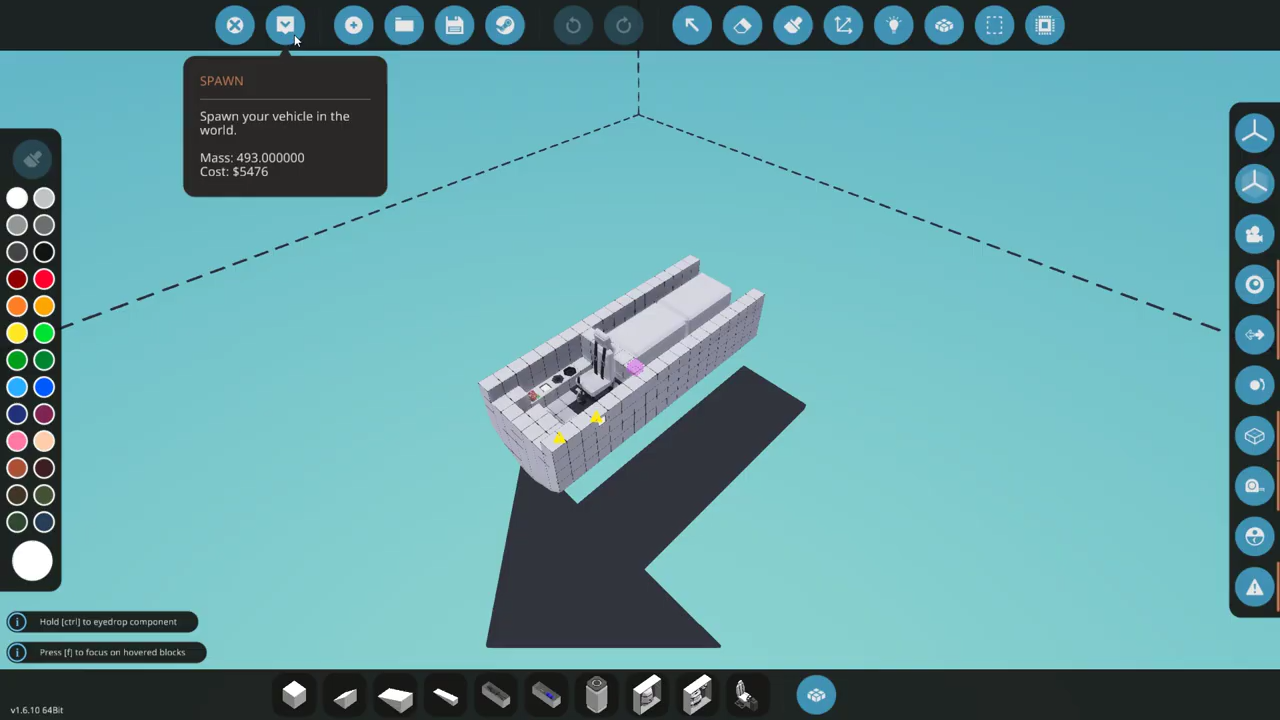 SPAWN
Spawn your vehicle in the
world.
Mass: 493.000000
Cost: $5476
Hold [ctrl] to eyedrop component
Press [f] to focus on hovered blocks
v1.6.10 64Bit